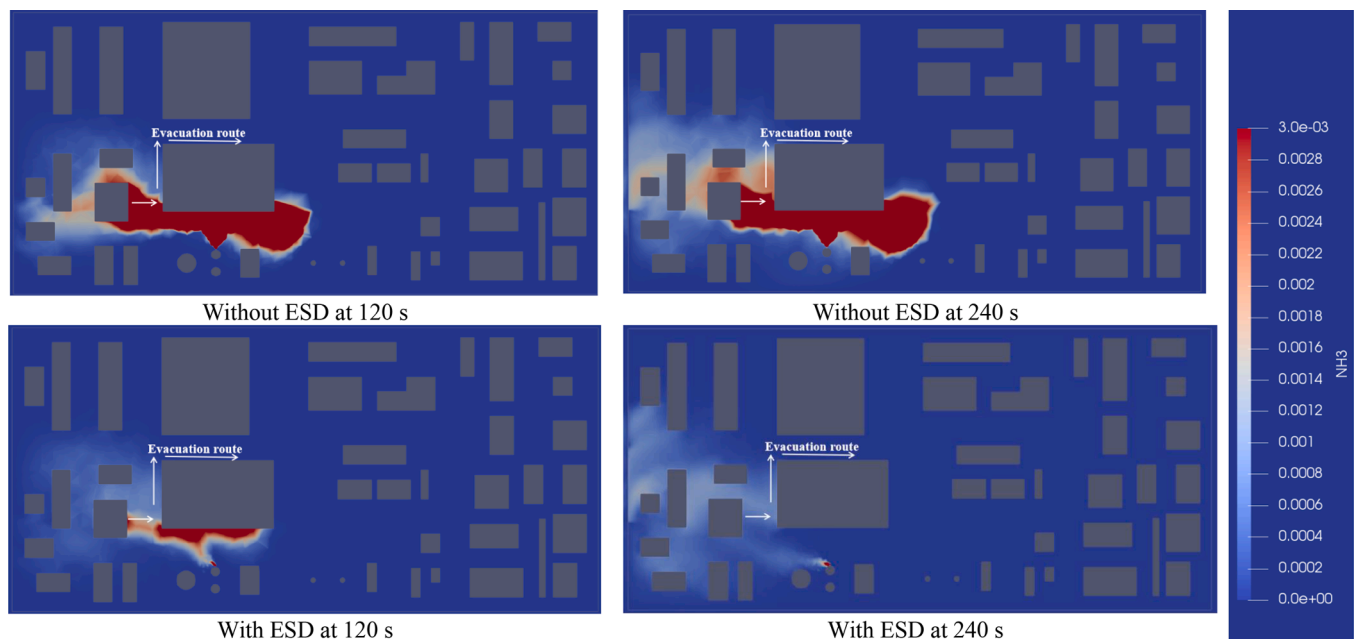 Evacuation route
Evacuation route
Without ESD at 120 s
Without ESD at 240 s
Evacuation route
Evacuation route
With ESD at 120 s
With ESD at 240 s
3.0e-03
0.0028
0.0026
0.0024
0.0022
0.002
0.0018
0.0016
0.0014
0.0012
0.001
0.0008
0.0006
0.0004
0.0002
0.0e+00
NH3